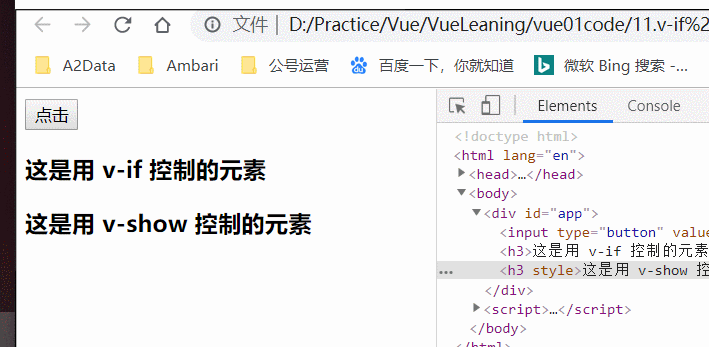 文件 | D:/Practice/Vue/VueLeaning/vue01code/11.v-if%2
A2Data Ambari 公号运营 百度一下，你就知道 微软 Bing 搜索 -...
点击
这是用 v-if 控制的元素
这是用 v-show 控制的元素
Elements Console
<!doctype html>
<html lang="en">
<head>…</head>
<body>
<div id="app">
<input type="button" value
<h3>这是用 v-if 控制的元素
<h3 style>这是用 v-show 控
</div>
<script>…</script>
</body>
</html>